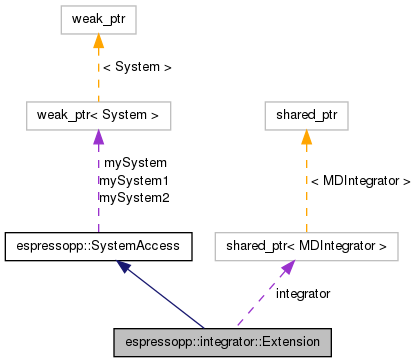 weak_ptr
< System >
weak_ptr< System >
shared_ptr
mySystem
mySystem1
mySystem2
< MDIntegrator >
espressopp::SystemAccess
shared_ptr< MDIntegrator >
integrator
espressopp::integrator::Extension